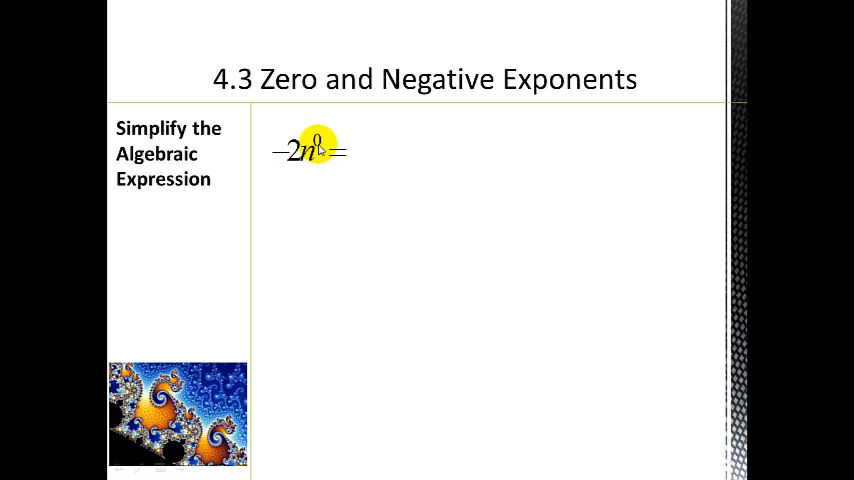 4.3 Zero and Negative Exponents
Simplify the
Algebraic
Expression
−2n⁰ =